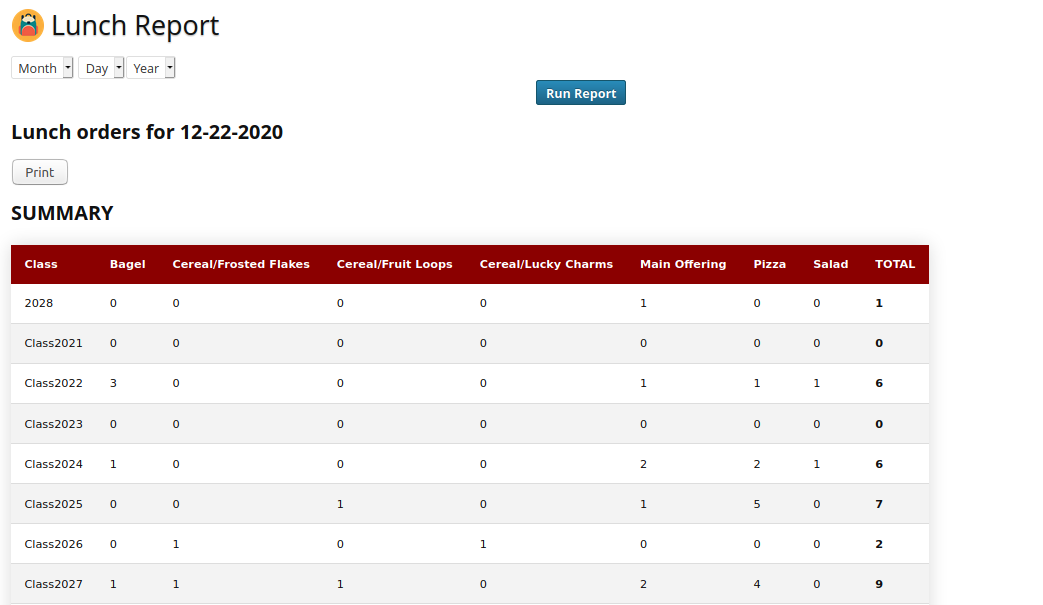 Lunch Report
Month Day Year
Run Report
Lunch orders for 12-22-2020
Print
SUMMARY
Class Bagel Cereal/Frosted Flakes Cereal/Fruit Loops Cereal/Lucky Charms Main Offering Pizza Salad TOTAL
2028 0 0 0 0 1 0 0 1
Class2021 0 0 0 0 0 0 0 0
Class2022 3 0 0 0 1 1 1 6
Class2023 0 0 0 0 0 0 0 0
Class2024 1 0 0 0 2 2 1 6
Class2025 0 0 1 0 1 5 0 7
Class2026 0 1 0 1 0 0 0 2
Class2027 1 1 1 0 2 4 0 9